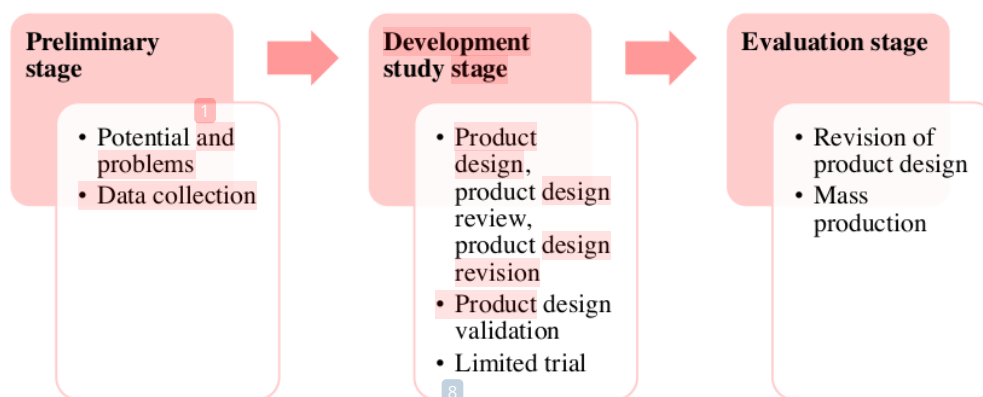 Preliminary
stage
1
• Potential and
problems
• Data collection
Development
study stage
• Product
design,
product design
review,
product design
revision
• Product design
validation
• Limited trial
8
Evaluation stage
• Revision of
product design
• Mass
production